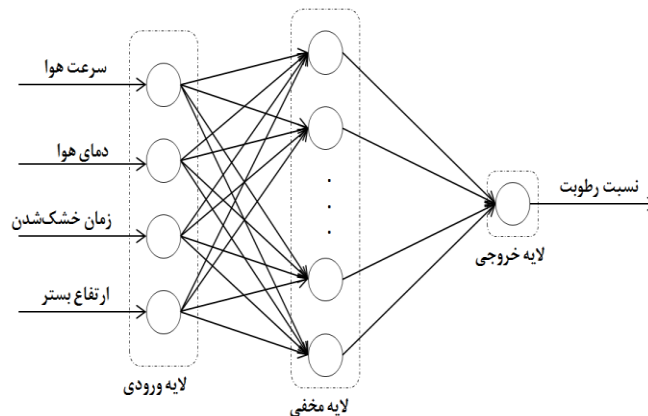 سرعت هوا
دمای هوا
زمان خشک‌شدن
ارتفاع بستر
لایه ورودی
لایه مخفی
لایه خروجی
نسبت رطوبت